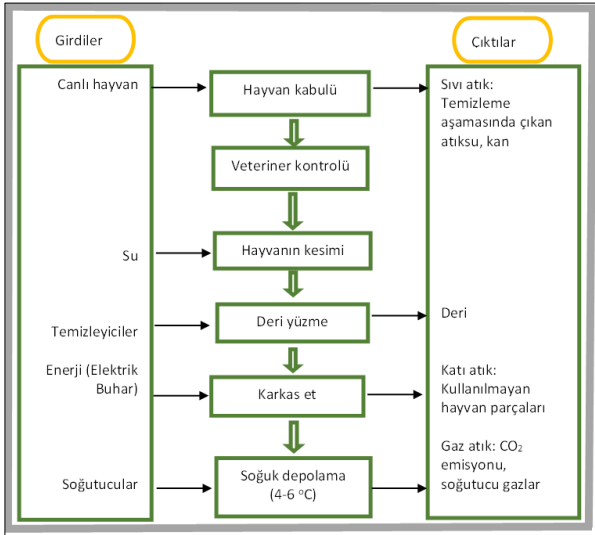 Girdiler
Çıktılar
Canlı hayvan
Su
Temizleyiciler
Enerji (Elektrik
Buhar)
Soğutucular
Hayvan kabulü
Veteriner kontrolü
Hayvanın kesimi
Deri yüzme
Karkas et
Soğuk depolama
(4-6 °C)
Sıvı atık:
Temizleme
aşamasında çıkan
atıksu, kan
Deri
Katı atık:
Kullanılmayan
hayvan parçaları
Gaz atık: CO₂
emisyonu,
soğutucu gazlar